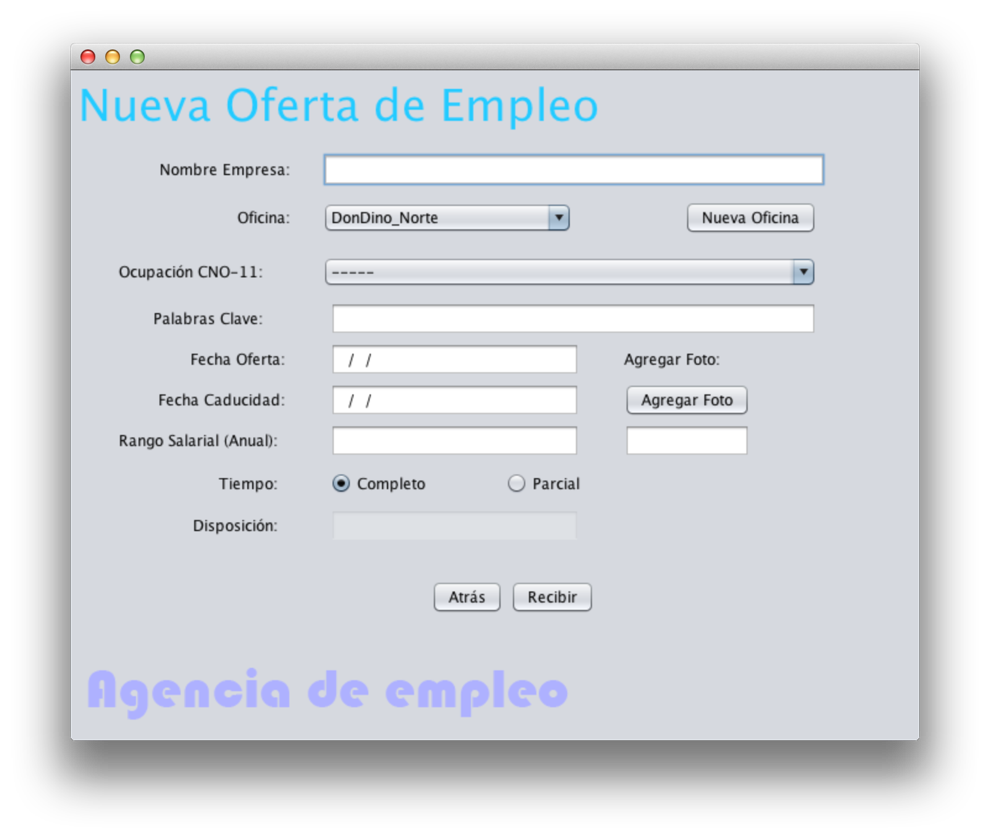 Nueva Oferta de Empleo
Nombre Empresa:
Oficina: DonDino_Norte Nueva Oficina
Ocupación CNO-11: -----
Palabras Clave:
Fecha Oferta: / / Agregar Foto:
Fecha Caducidad: / / Agregar Foto
Rango Salarial (Anual):
Tiempo: Completo Parcial
Disposición:
Atrás Recibir
Agencia de empleo